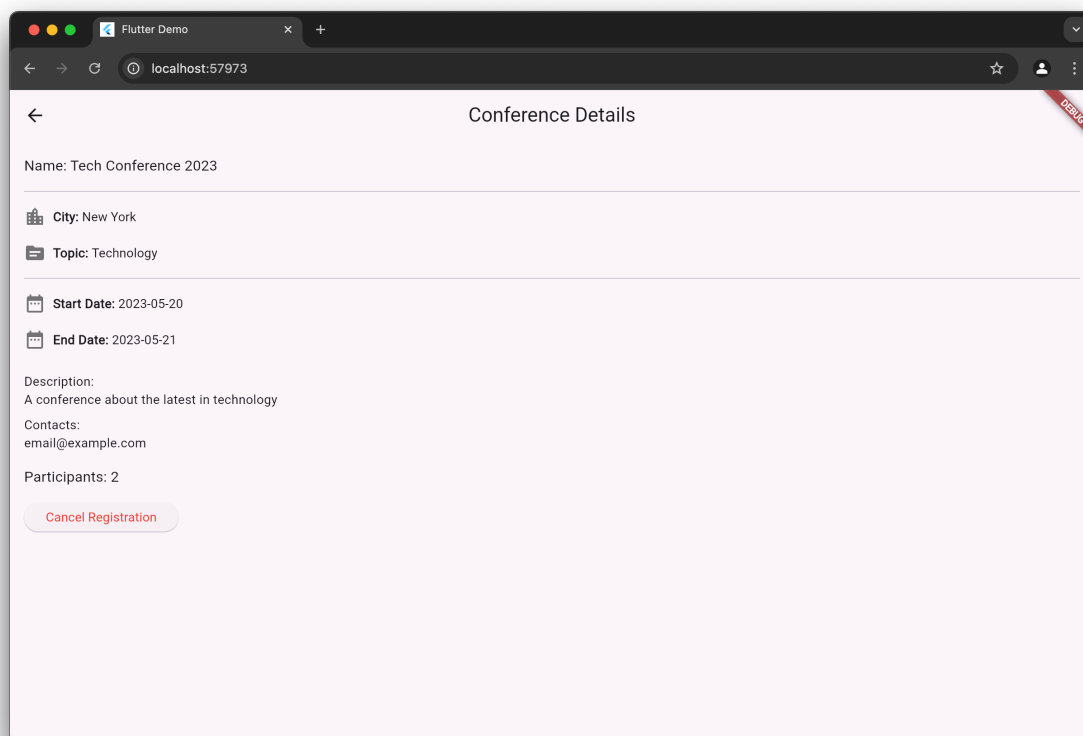 Flutter Demo
localhost:57973
Conference Details
DEBUG
Name: Tech Conference 2023
City: New York
Topic: Technology
Start Date: 2023-05-20
End Date: 2023-05-21
Description:
A conference about the latest in technology
Contacts:
email@example.com
Participants: 2
Cancel Registration